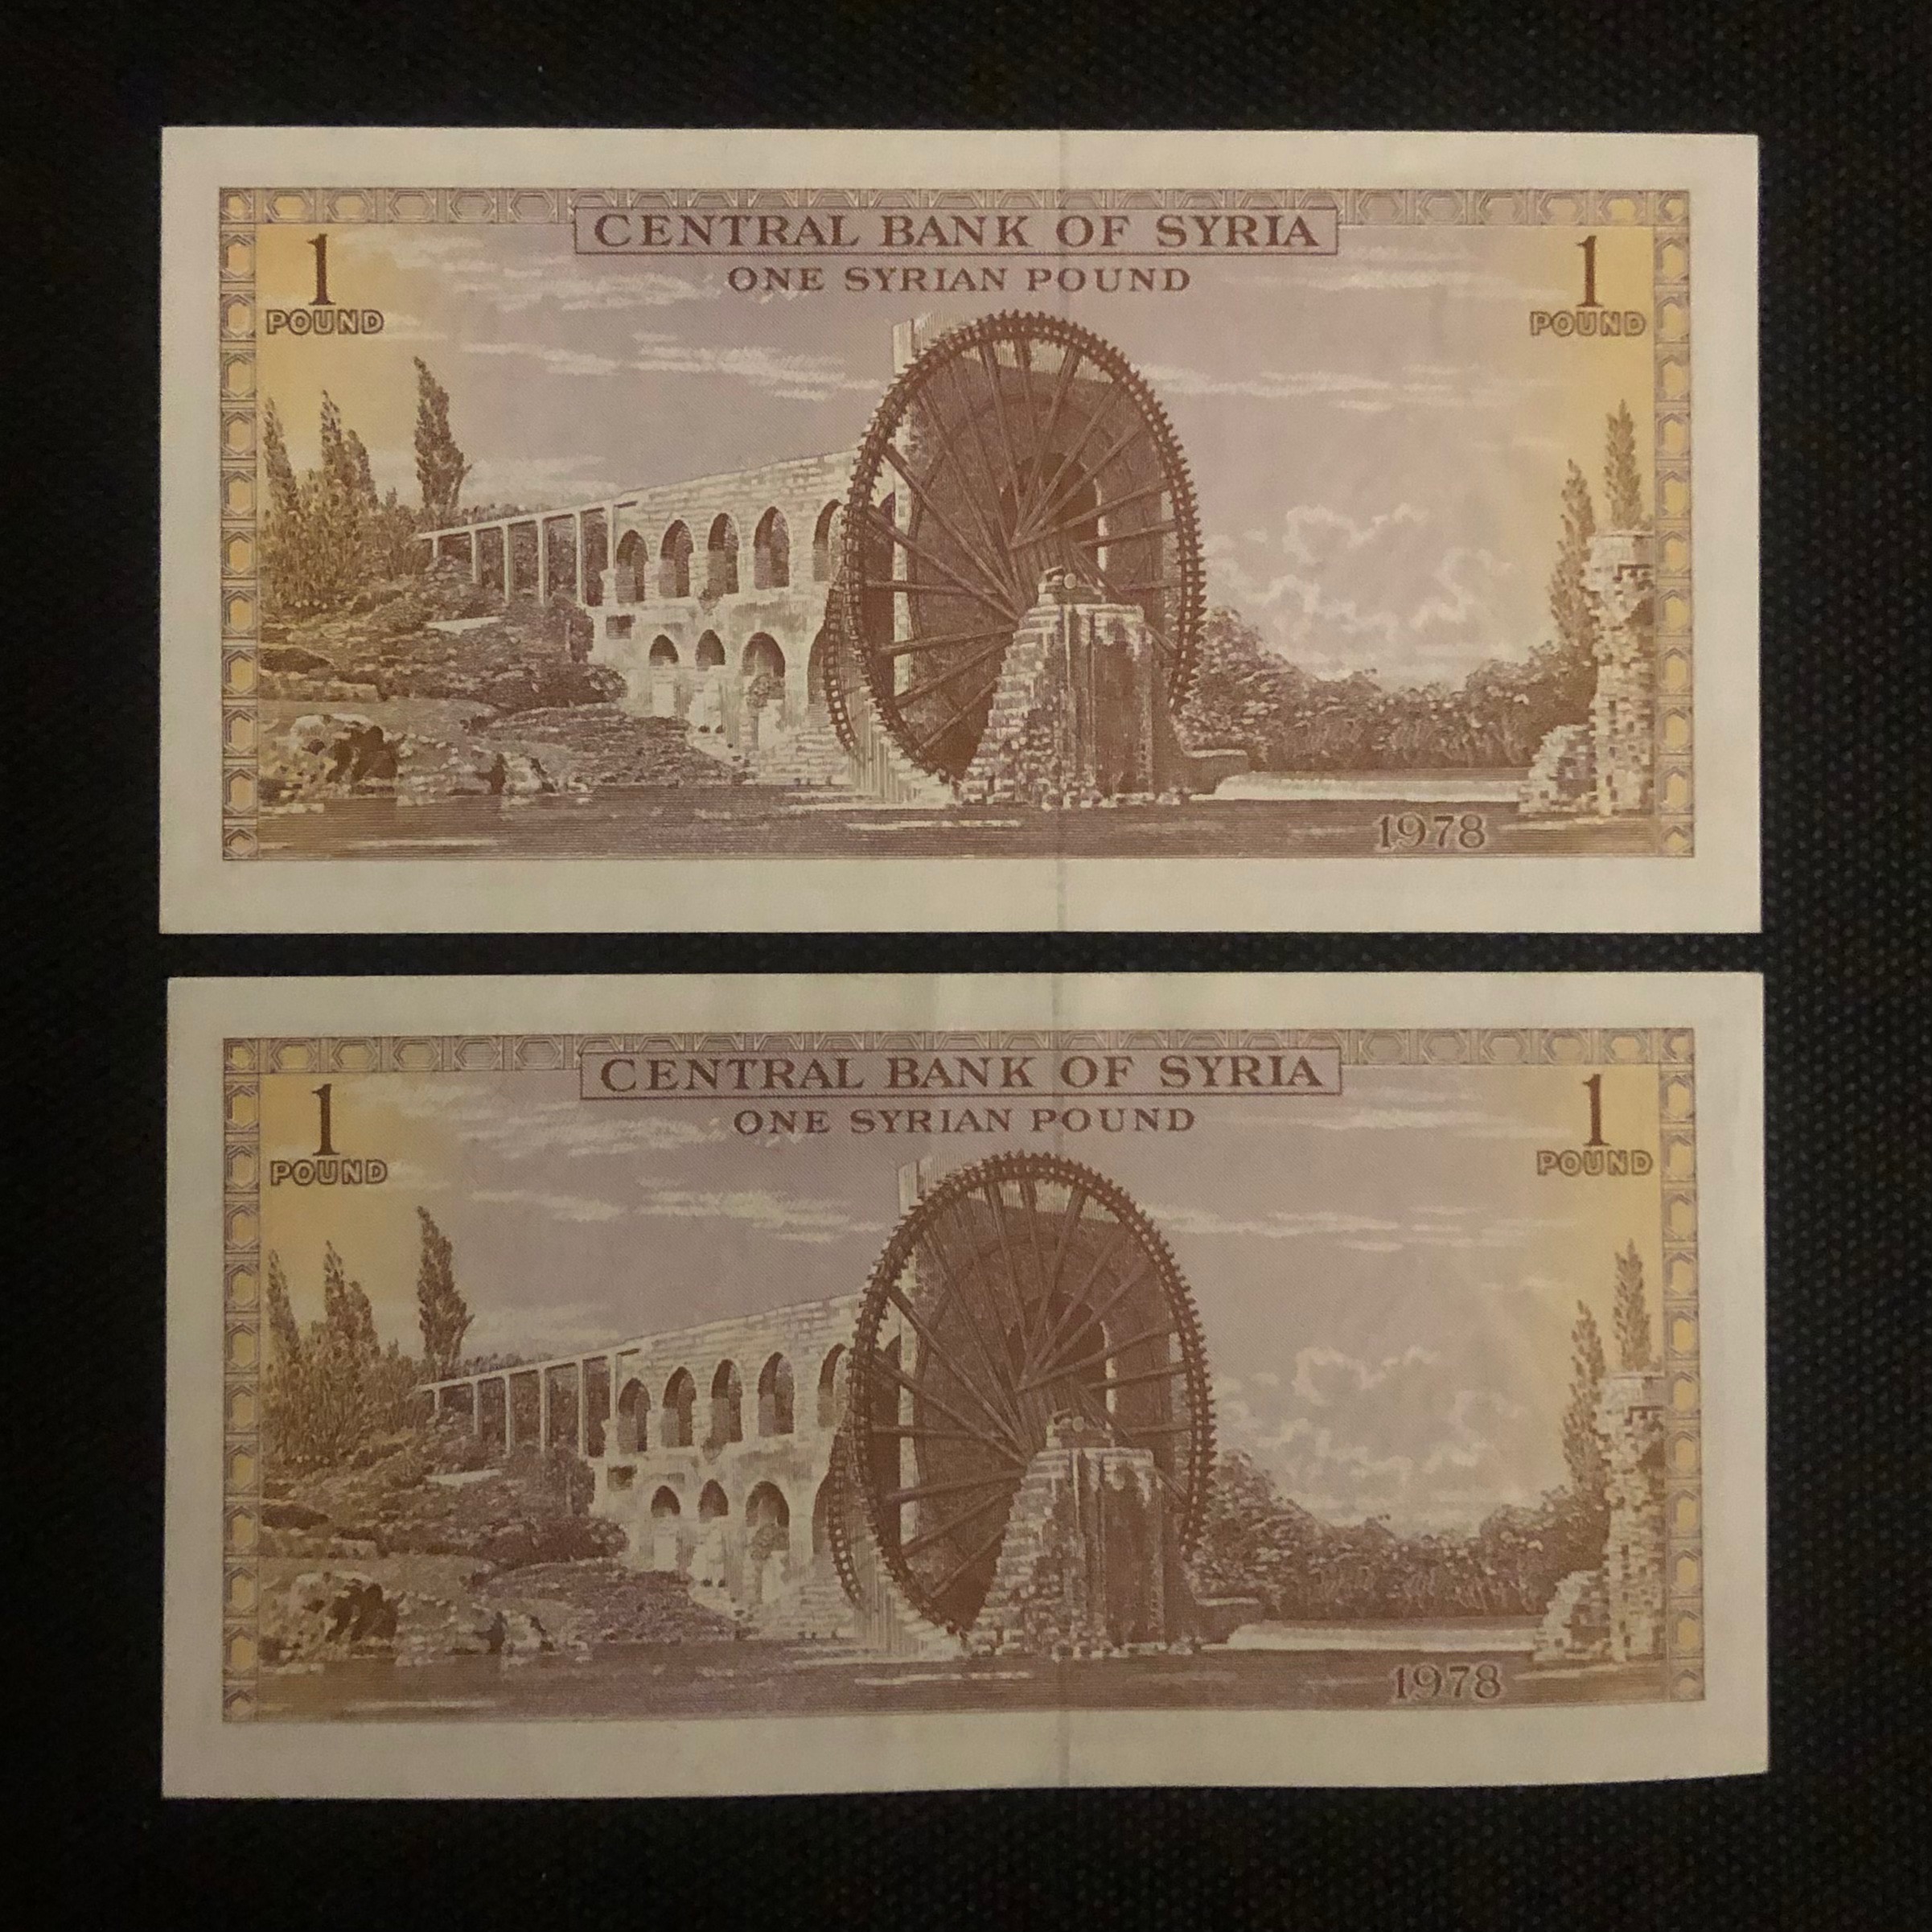 CENTRAL BANK OF SYRIA
ONE SYRIAN POUND
1
POUND
1
POUND
1978
CENTRAL BANK OF SYRIA
ONE SYRIAN POUND
1
POUND
1
POUND
1978